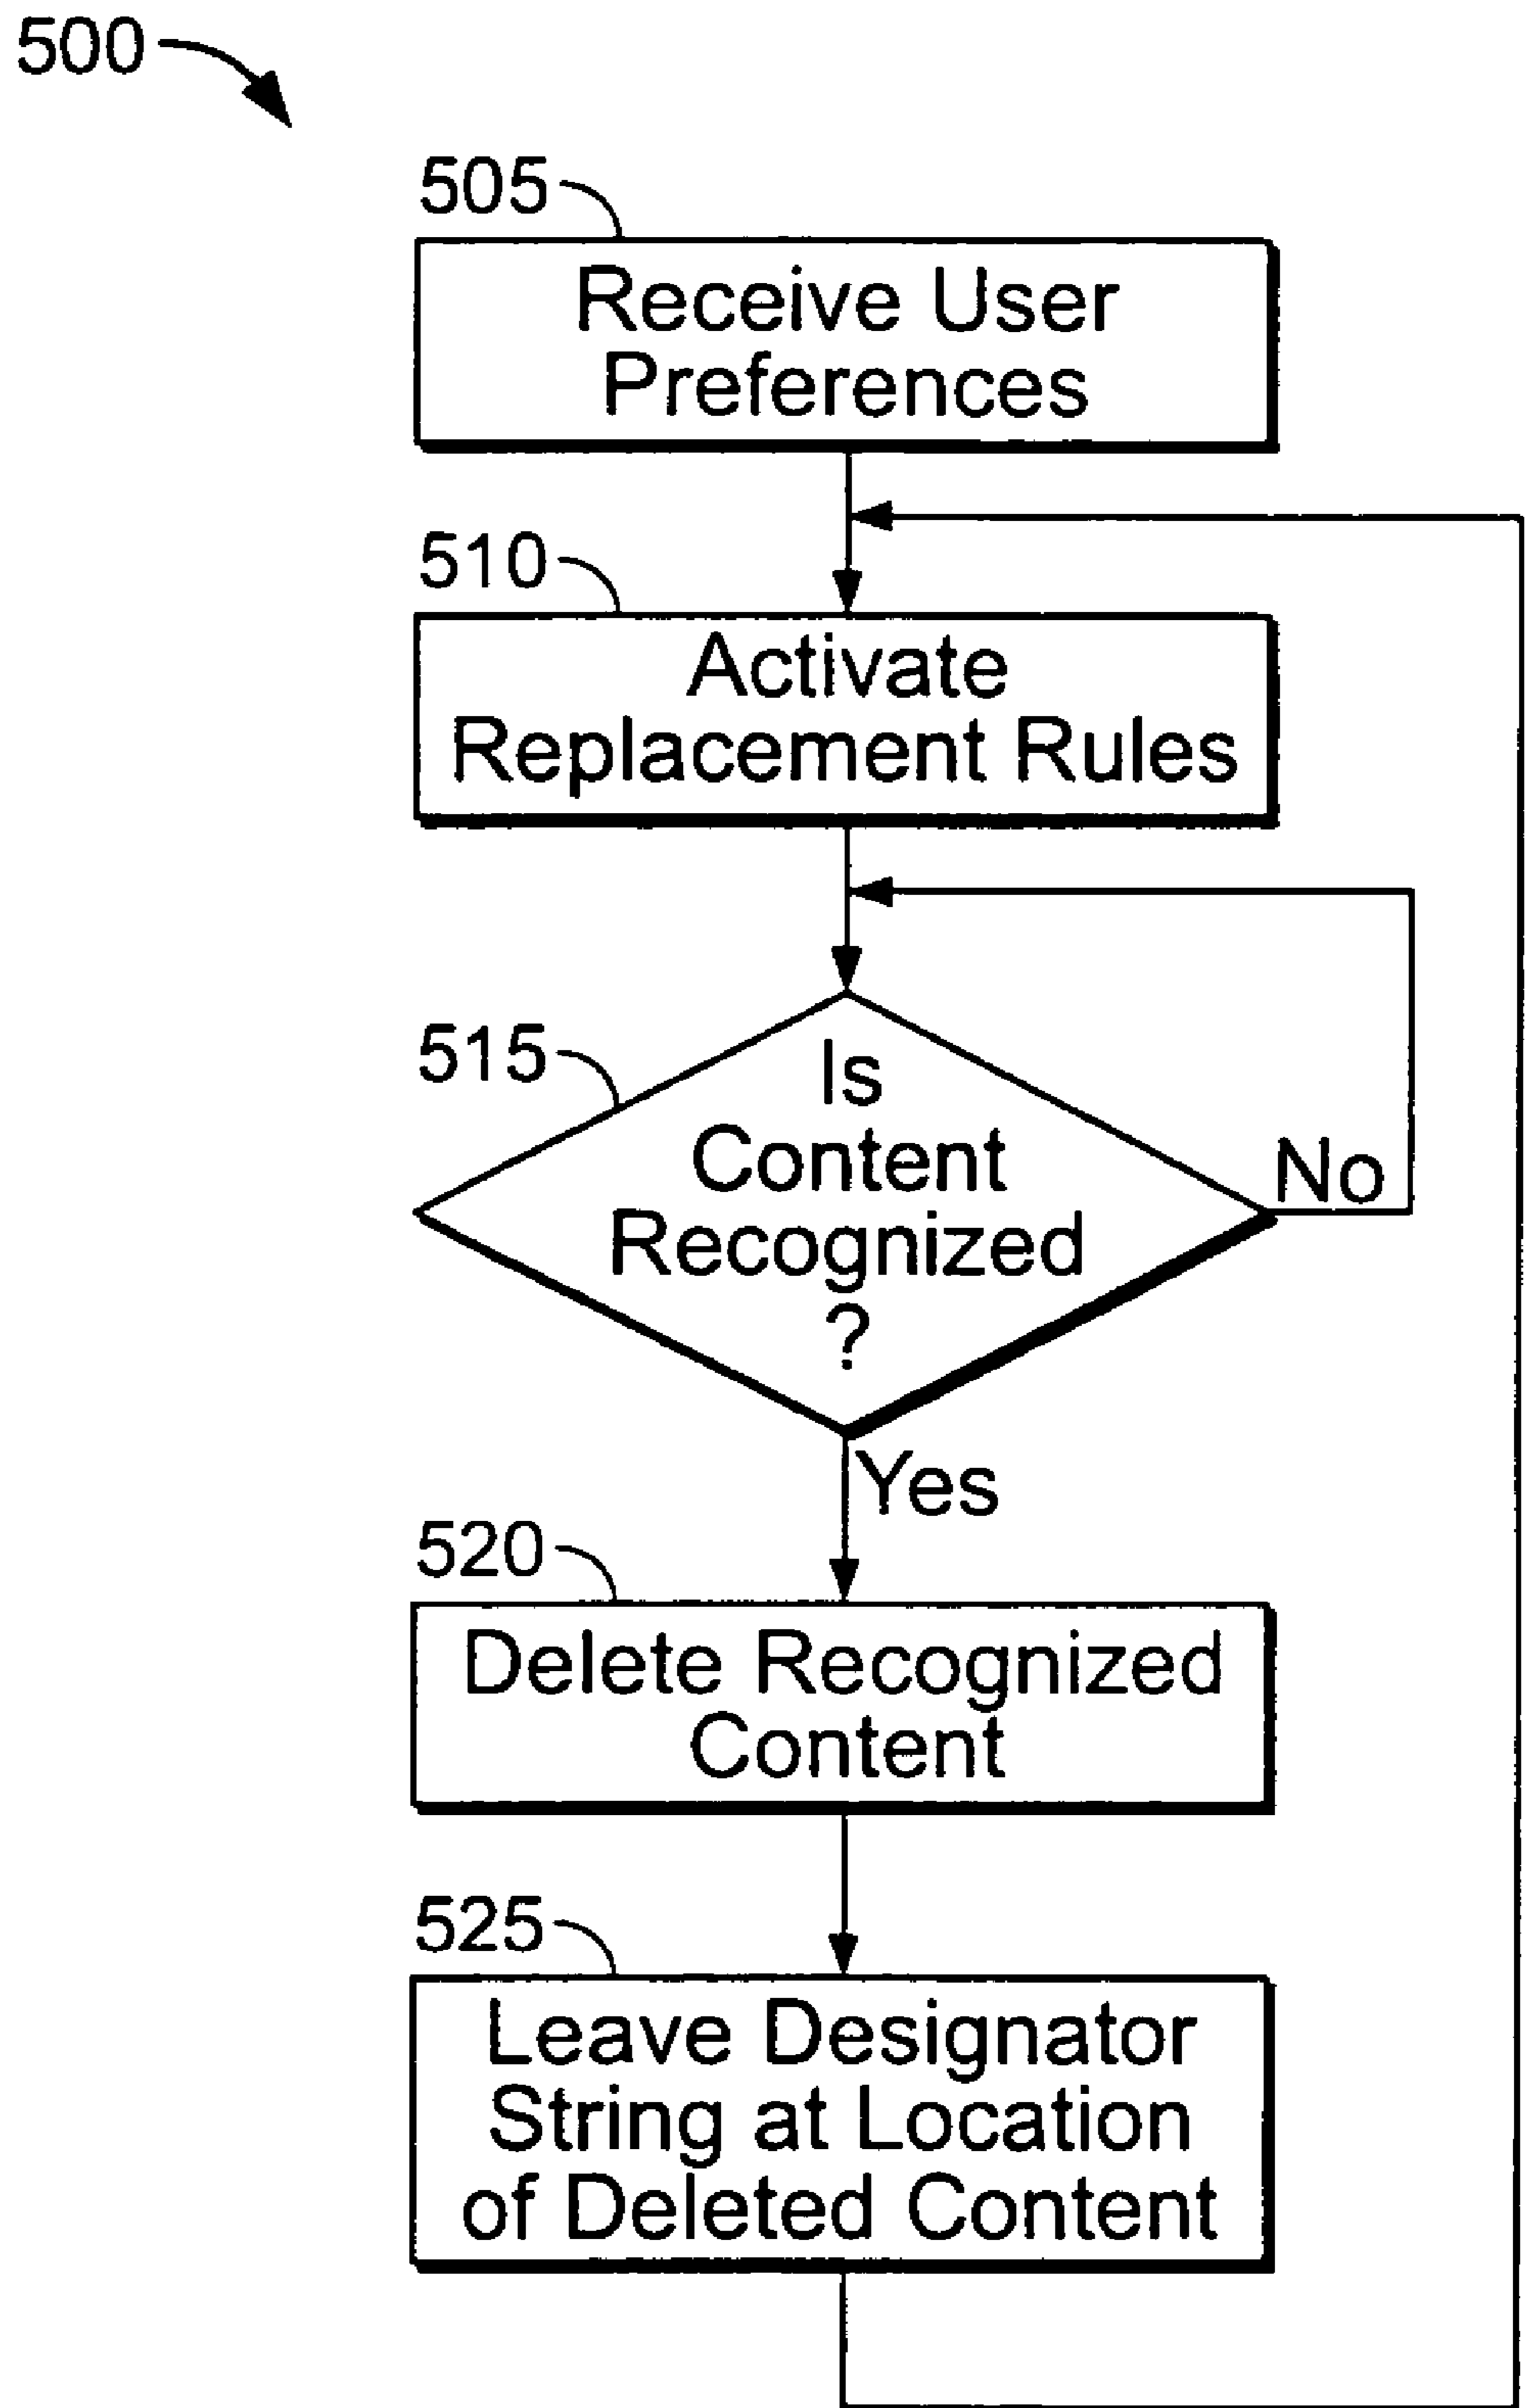 500
505
Receive User
Preferences
510
Activate
Replacement Rules
515
Is
Content
Recognized
?
No
Yes
520
Delete Recognized
Content
525
Leave Designator
String at Location
of Deleted Content